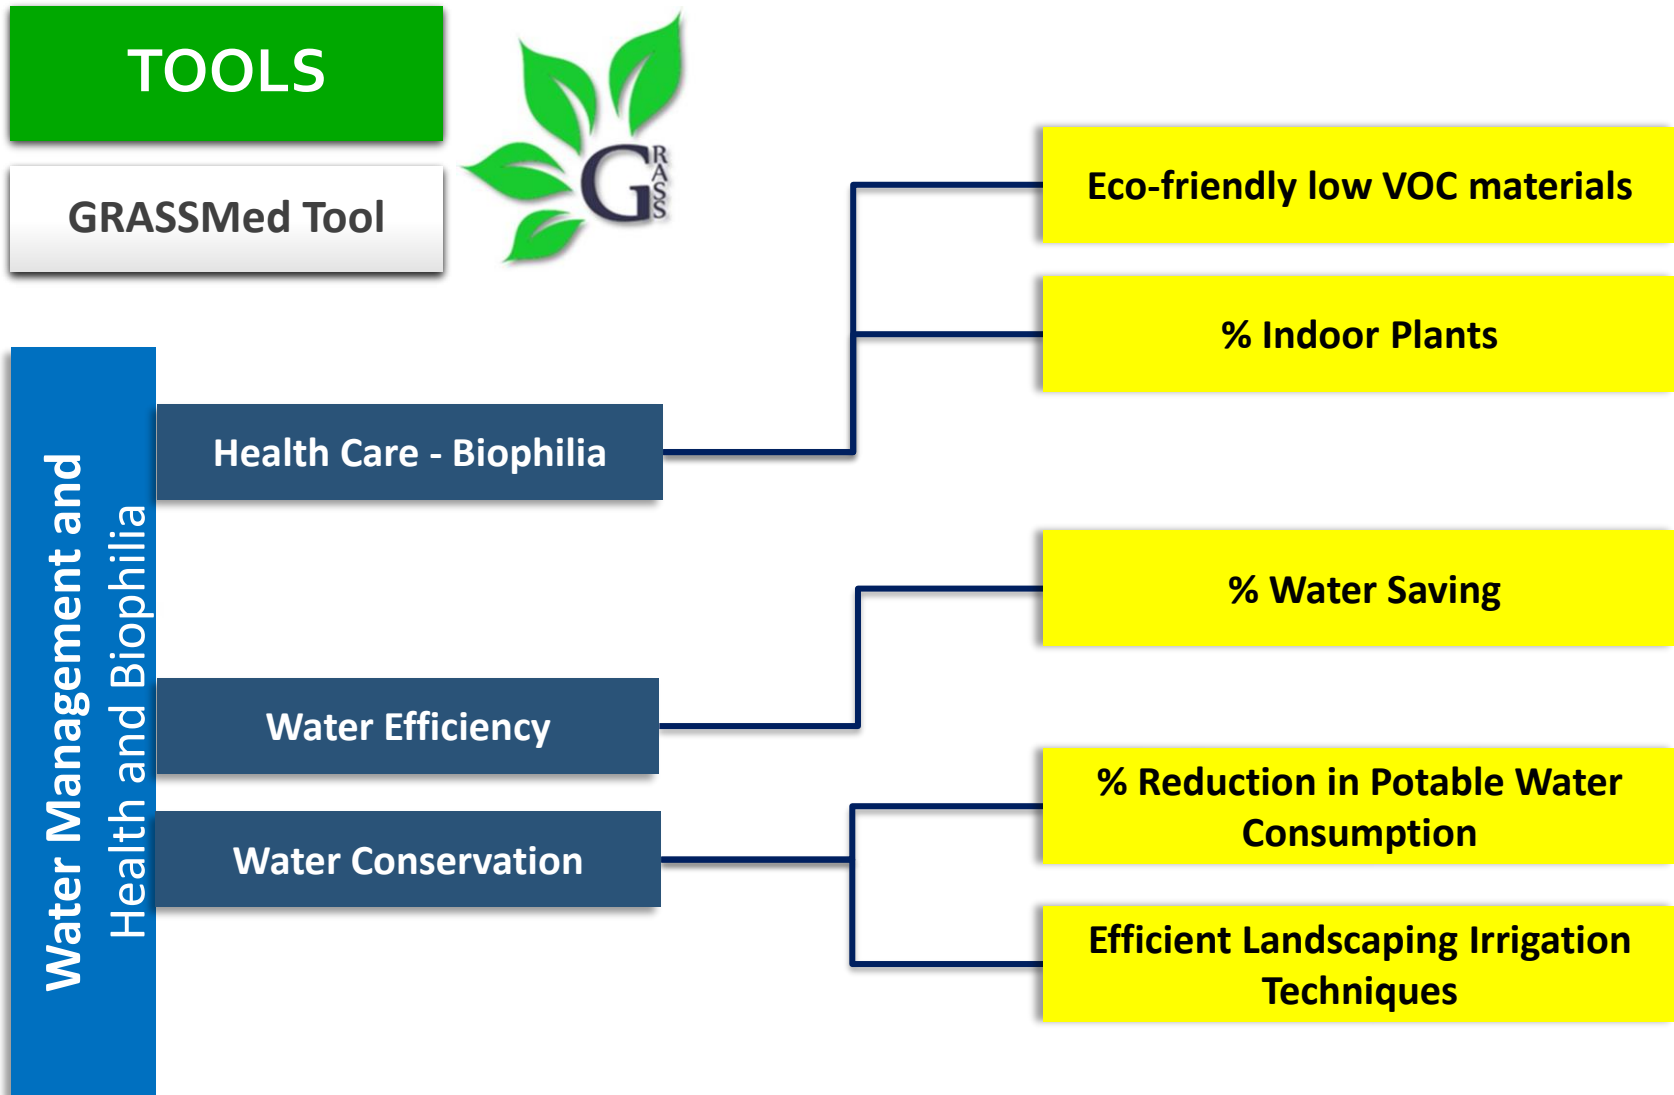 TOOLS
GRASSMed Tool
GRASS
Water Management and
Health and Biophilia
Health Care - Biophilia
Eco-friendly low VOC materials
% Indoor Plants
Water Efficiency
% Water Saving
Water Conservation
% Reduction in Potable Water
Consumption
Efficient Landscaping Irrigation
Techniques